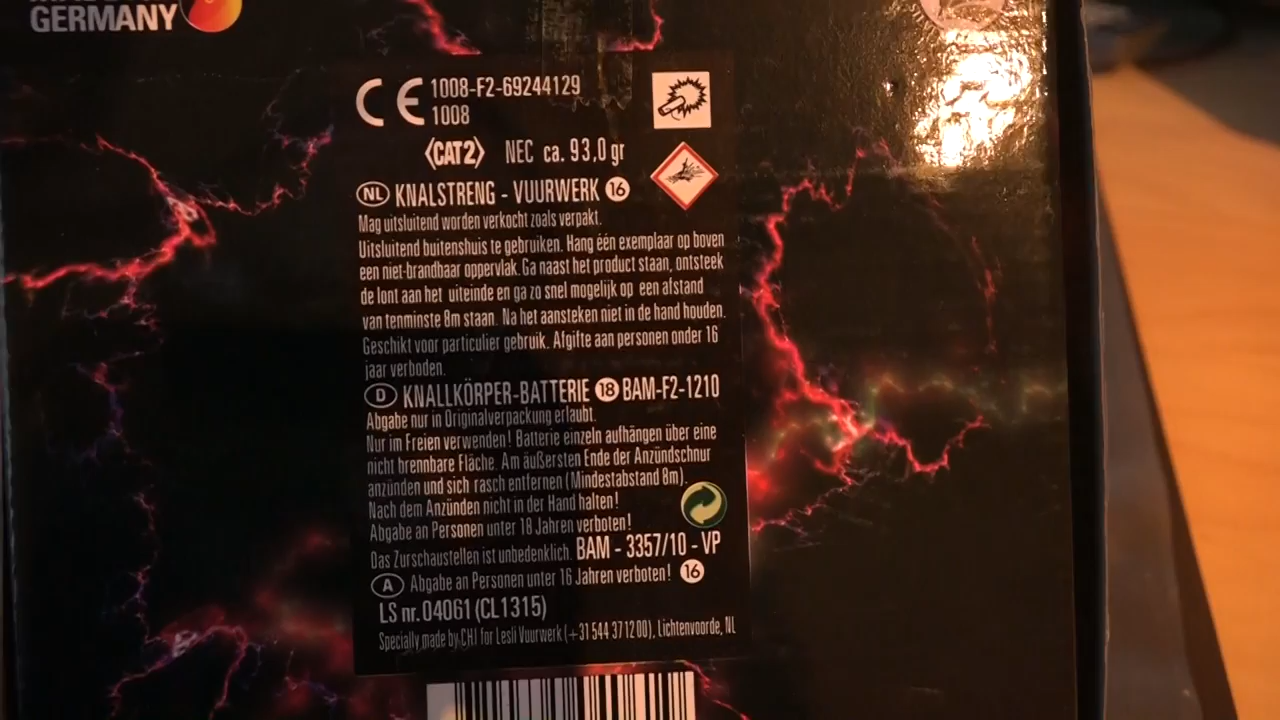 GERMANY
CE 1008-F2-69244129
1008
CAT2 NEC ca. 93,0 gr
NL KNALSTRENG - VUURWERK 16
Mag uitsluitend worden verkocht zoals verpakt.
Uitsluitend buitenshuis te gebruiken. Hang één exemplaar op boven
een niet-brandbaar oppervlak. Ga naast het product staan, ontsteek
de lont aan het uiteinde en ga zo snel mogelijk op een afstand
van tenminste 8m staan. Na het aansteken niet in de hand houden.
Geschikt voor particulier gebruik. Afgifte aan personen onder 16
jaar verboden.
D KNALLKÖRPER-BATTERIE 18 BAM-F2-1210
Abgabe nur in Originalverpackung erlaubt.
Nur im Freien verwenden! Batterie einzeln aufhängen über eine
nicht brennbare Fläche. Am äußersten Ende der Anzündschnur
anzünden und sich rasch entfernen (Mindestabstand 8m).
Nach dem Anzünden nicht in der Hand halten!
Abgabe an Personen unter 18 Jahren verboten!
Das Zurschaustellen ist unbedenklich. BAM - 3357/10 - VP
A Abgabe an Personen unter 16 Jahren verboten! 16
LS nr. 04061 (CL1315)
Specially made by CHI for Lesli Vuurwerk (+31 544 371200), Lichtenvoorde, NL